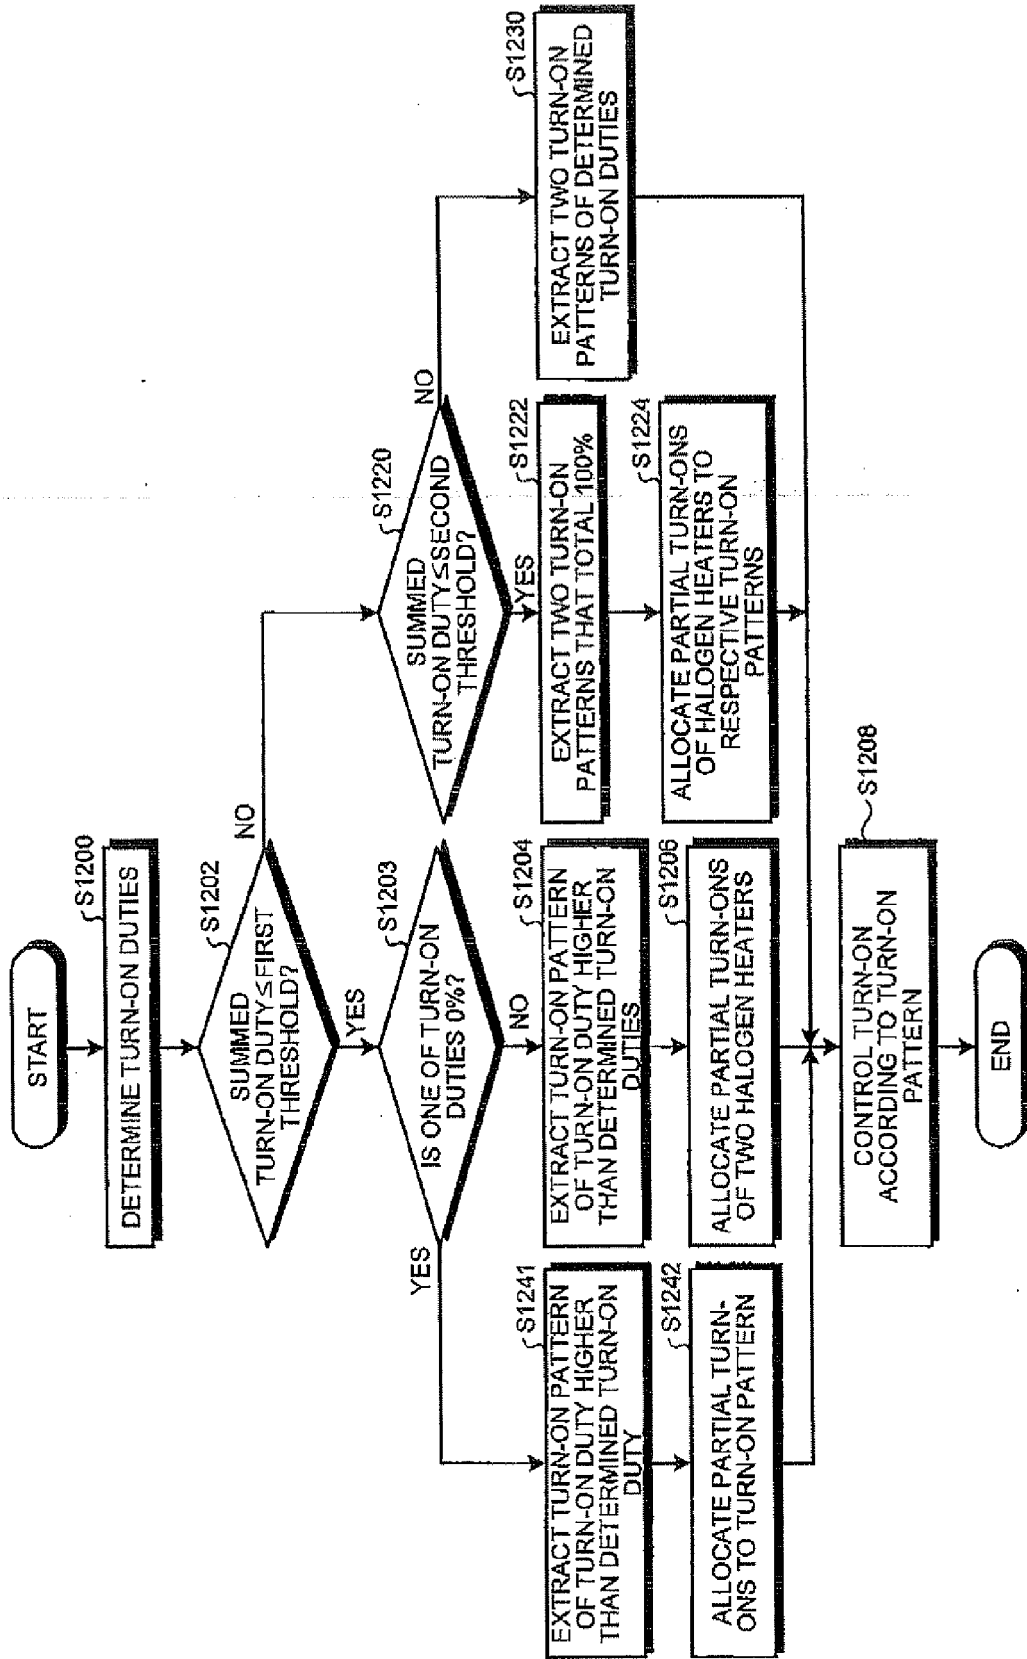 START
S1200
DETERMINE TURN-ON DUTIES
S1202
SUMMED
TURN-ON DUTY≤FIRST
THRESHOLD?
NO
YES
S1203
IS ONE OF TURN-ON
DUTIES 0%?
YES
NO
S1220
SUMMED
TURN-ON DUTY≤SECOND
THRESHOLD?
NO
YES
S1241
EXTRACT TURN-ON PATTERN
OF TURN-ON DUTY HIGHER
THAN DETERMINED TURN-ON
DUTY
S1204
EXTRACT TURN-ON PATTERN
OF TURN-ON DUTY HIGHER
THAN DETERMINED TURN-ON
DUTIES
S1222
EXTRACT TWO TURN-ON
PATTERNS THAT TOTAL 100%
S1230
EXTRACT TWO TURN-ON
PATTERNS OF DETERMINED
TURN-ON DUTIES
S1242
ALLOCATE PARTIAL TURN-
ONS TO TURN-ON PATTERN
S1206
ALLOCATE PARTIAL TURN-ONS
OF TWO HALOGEN HEATERS
S1224
ALLOCATE PARTIAL TURN-ONS
OF HALOGEN HEATERS TO
RESPECTIVE TURN-ON
PATTERNS
S1208
CONTROL TURN-ON
ACCORDING TO TURN-ON
PATTERN
END